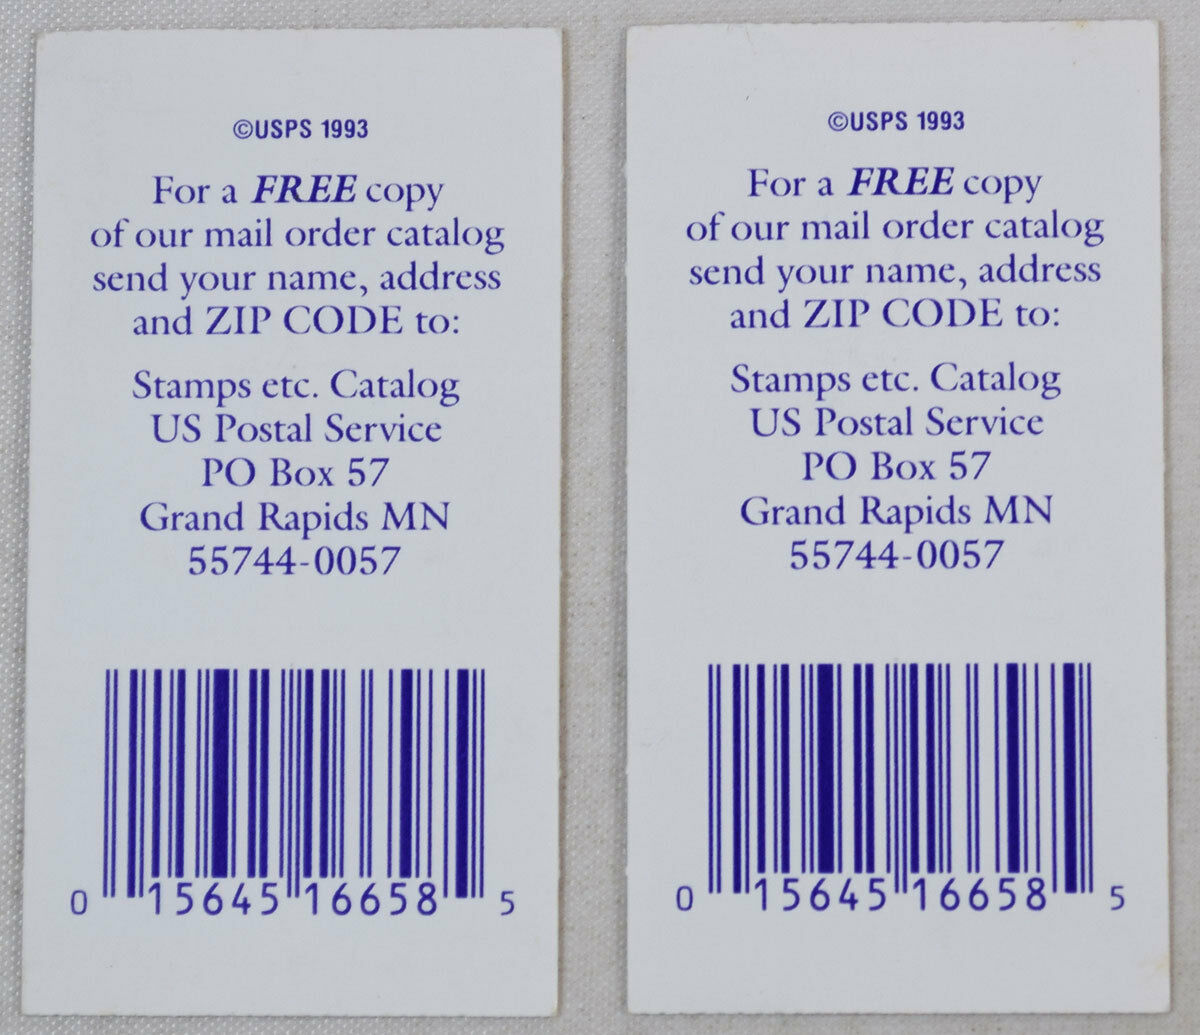 ©USPS 1993
For a FREE copy
of our mail order catalog
send your name, address
and ZIP CODE to:
Stamps etc. Catalog
US Postal Service
PO Box 57
Grand Rapids MN
55744-0057
0 15645 16658 5
©USPS 1993
For a FREE copy
of our mail order catalog
send your name, address
and ZIP CODE to:
Stamps etc. Catalog
US Postal Service
PO Box 57
Grand Rapids MN
55744-0057
0 15645 16658 5